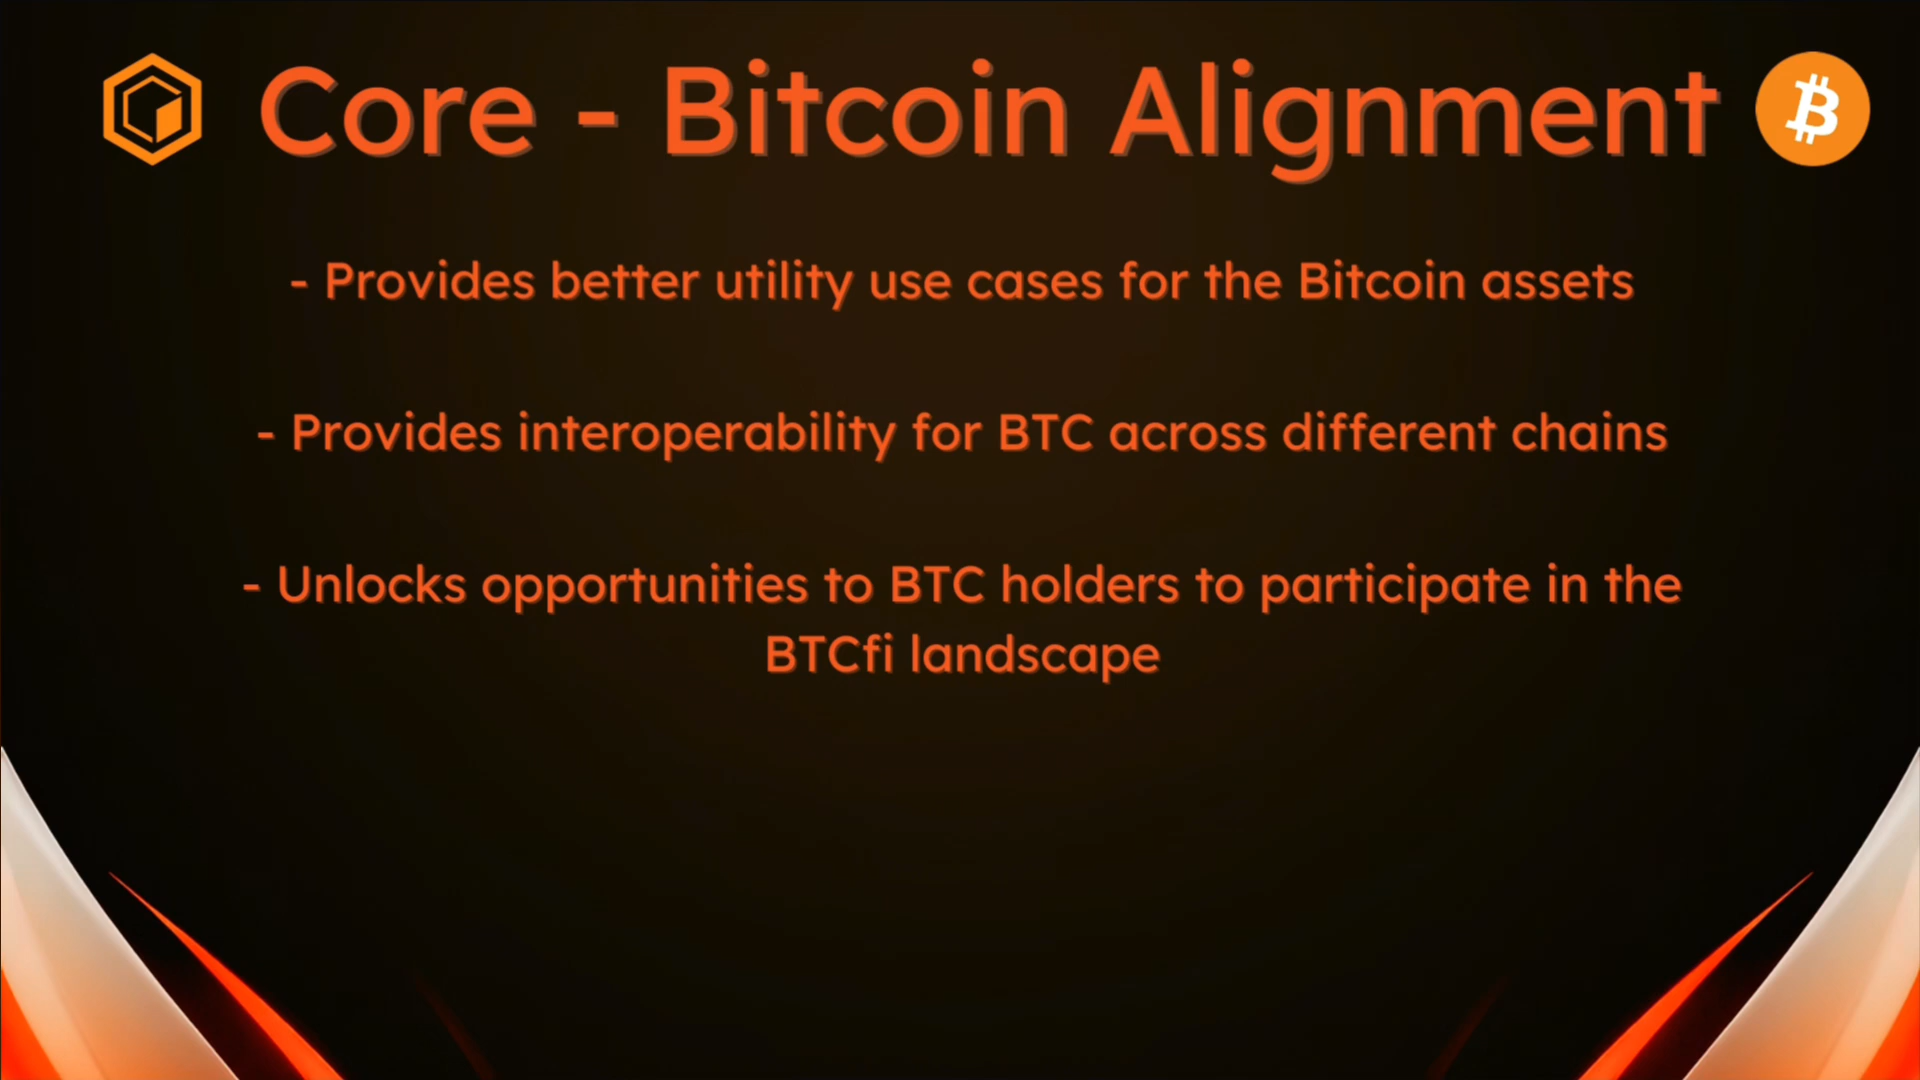 Core - Bitcoin Alignment
- Provides better utility use cases for the Bitcoin assets
- Provides interoperability for BTC across different chains
- Unlocks opportunities to BTC holders to participate in the
BTCfi landscape